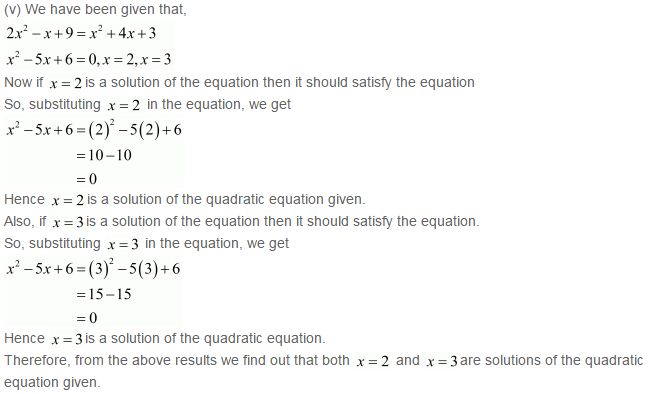 (v) We have been given that,
2x² – x + 9 = x² + 4x + 3
x² – 5x + 6 = 0, x = 2, x = 3
Now if x = 2 is a solution of the equation then it should satisfy the equation
So, substituting x = 2 in the equation, we get
x² – 5x + 6 = (2)² – 5(2) + 6
= 10 – 10
= 0
Hence x = 2 is a solution of the quadratic equation given.
Also, if x = 3 is a solution of the equation then it should satisfy the equation.
So, substituting x = 3 in the equation, we get
x² – 5x + 6 = (3)² – 5(3) + 6
= 15 – 15
= 0
Hence x = 3 is a solution of the quadratic equation.
Therefore, from the above results we find out that both x = 2 and x = 3 are solutions of the quadratic
equation given.